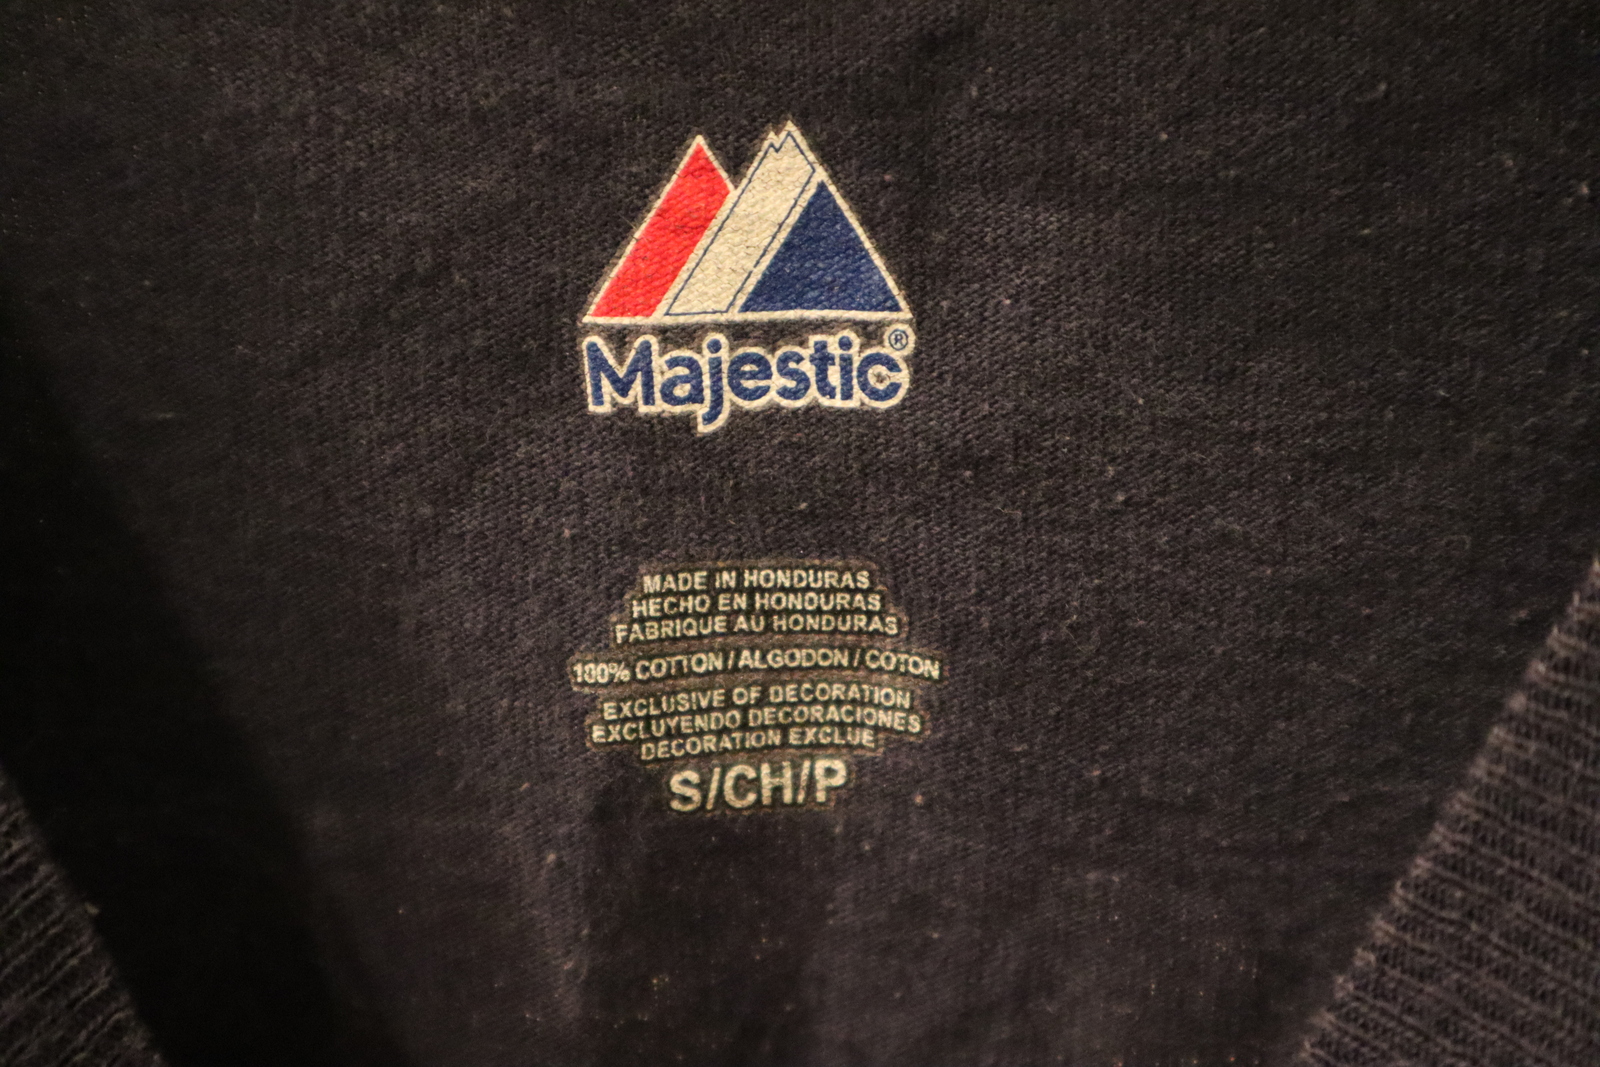 Majestic®
MADE IN HONDURAS
HECHO EN HONDURAS
FABRIQUE AU HONDURAS
100% COTTON / ALGODON / COTON
EXCLUSIVE OF DECORATION
EXCLUYENDO DECORACIONES
DECORATION EXCLUE
S/CH/P